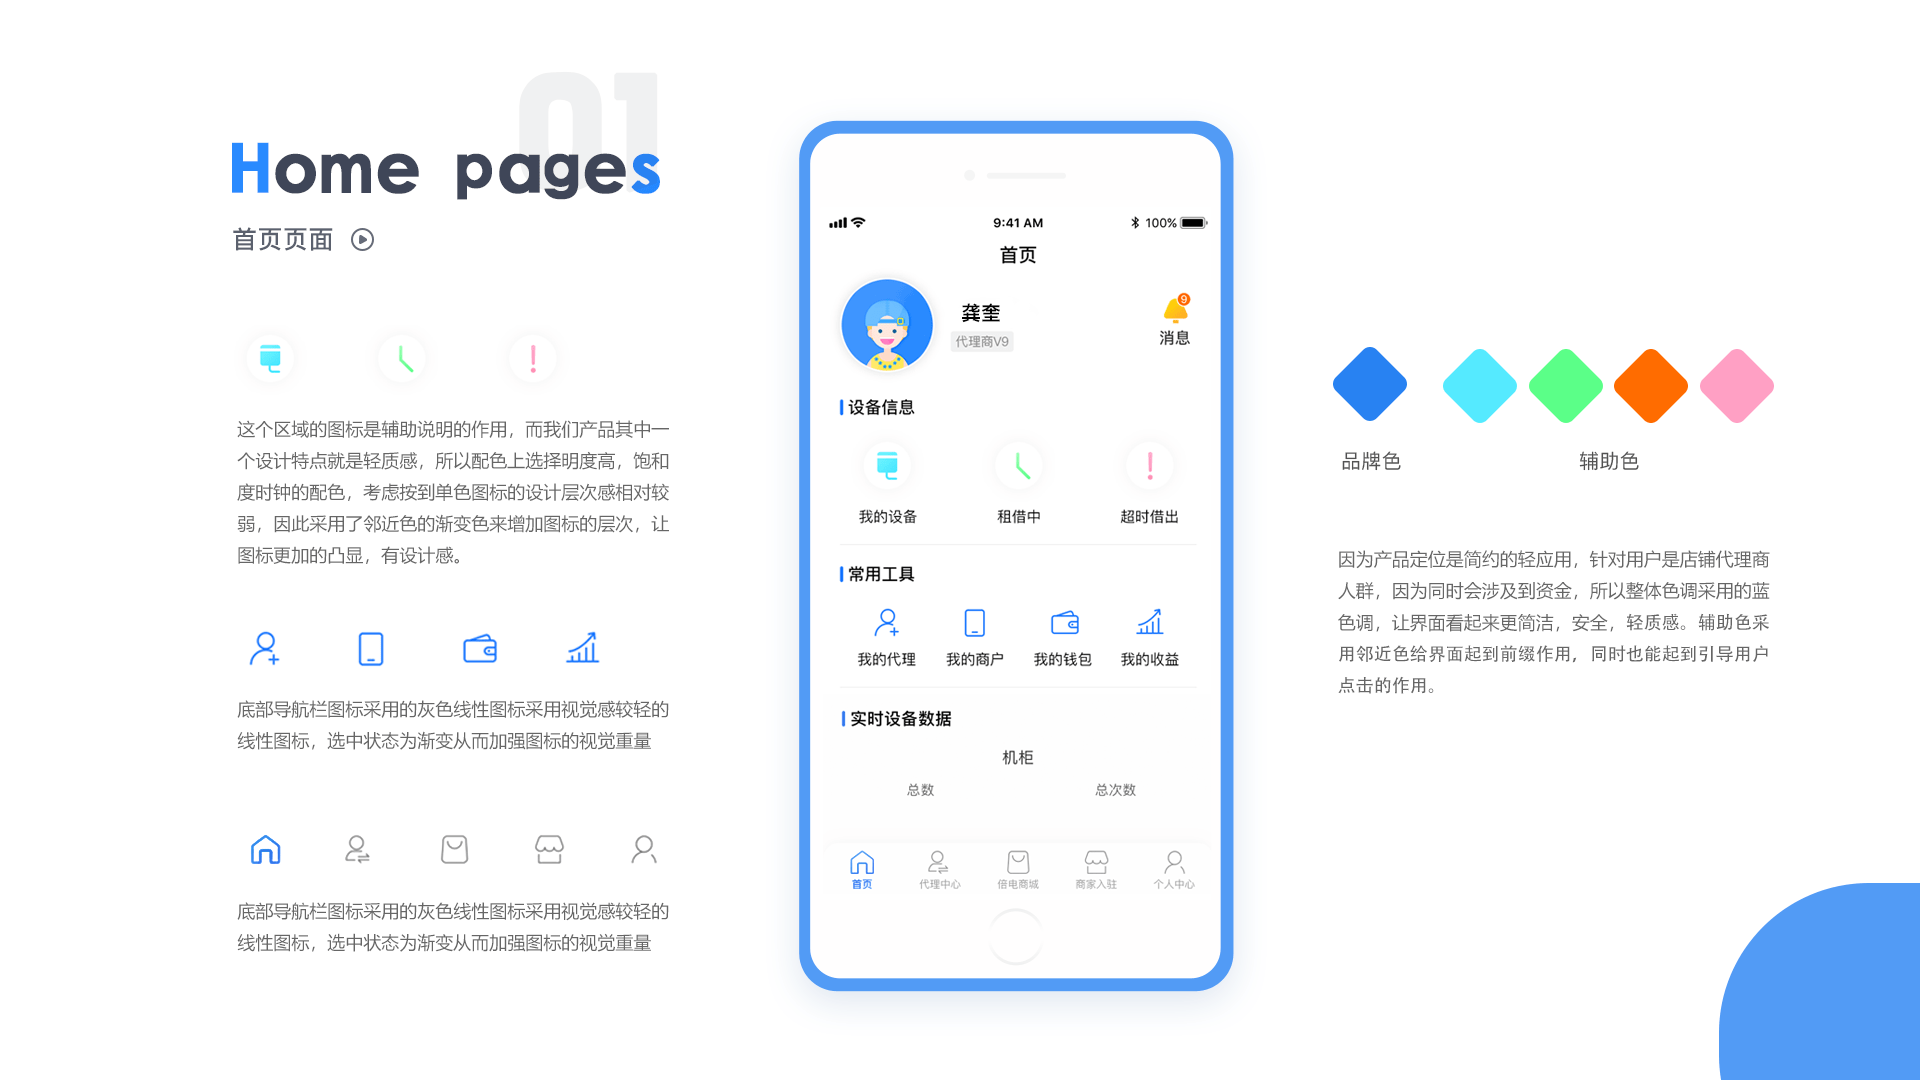 01
Home pages
首页页面
这个区域的图标是辅助说明的作用，而我们产品其中一
个设计特点就是轻质感，所以配色上选择明度高，饱和
度时钟的配色，考虑按到单色图标的设计层次感相对较
弱，因此采用了邻近色的渐变色来增加图标的层次，让
图标更加的凸显，有设计感。
底部导航栏图标采用的灰色线性图标采用视觉感较轻的
线性图标，选中状态为渐变从而加强图标的视觉重量
底部导航栏图标采用的灰色线性图标采用视觉感较轻的
线性图标，选中状态为渐变从而加强图标的视觉重量
9:41 AM
100%
首页
龚奎
代理商V9
9
消息
设备信息
我的设备
租借中
超时借出
常用工具
我的代理
我的商户
我的钱包
我的收益
实时设备数据
机柜
总数
总次数
首页
代理中心
倍电商城
商家入驻
个人中心
品牌色
辅助色
因为产品定位是简约的轻应用，针对用户是店铺代理商
人群，因为同时会涉及到资金，所以整体色调采用的蓝
色调，让界面看起来更简洁，安全，轻质感。辅助色采
用邻近色给界面起到前缀作用，同时也能起到引导用户
点击的作用。